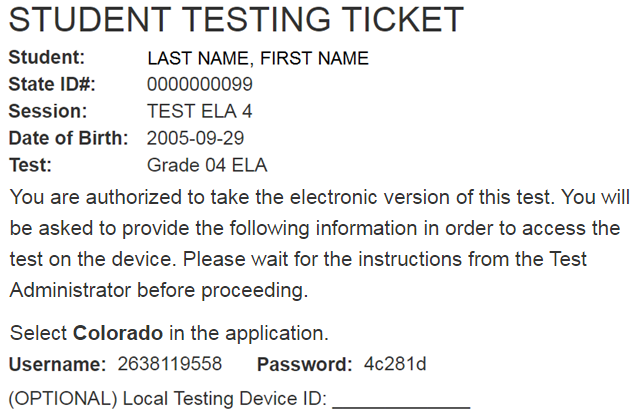 STUDENT TESTING TICKET
Student: LAST NAME, FIRST NAME
State ID#: 0000000099
Session: TEST ELA 4
Date of Birth: 2005-09-29
Test: Grade 04 ELA
You are authorized to take the electronic version of this test. You will
be asked to provide the following information in order to access the
test on the device. Please wait for the instructions from the Test
Administrator before proceeding.
Select Colorado in the application.
Username: 2638119558 Password: 4c281d
(OPTIONAL) Local Testing Device ID: _____________